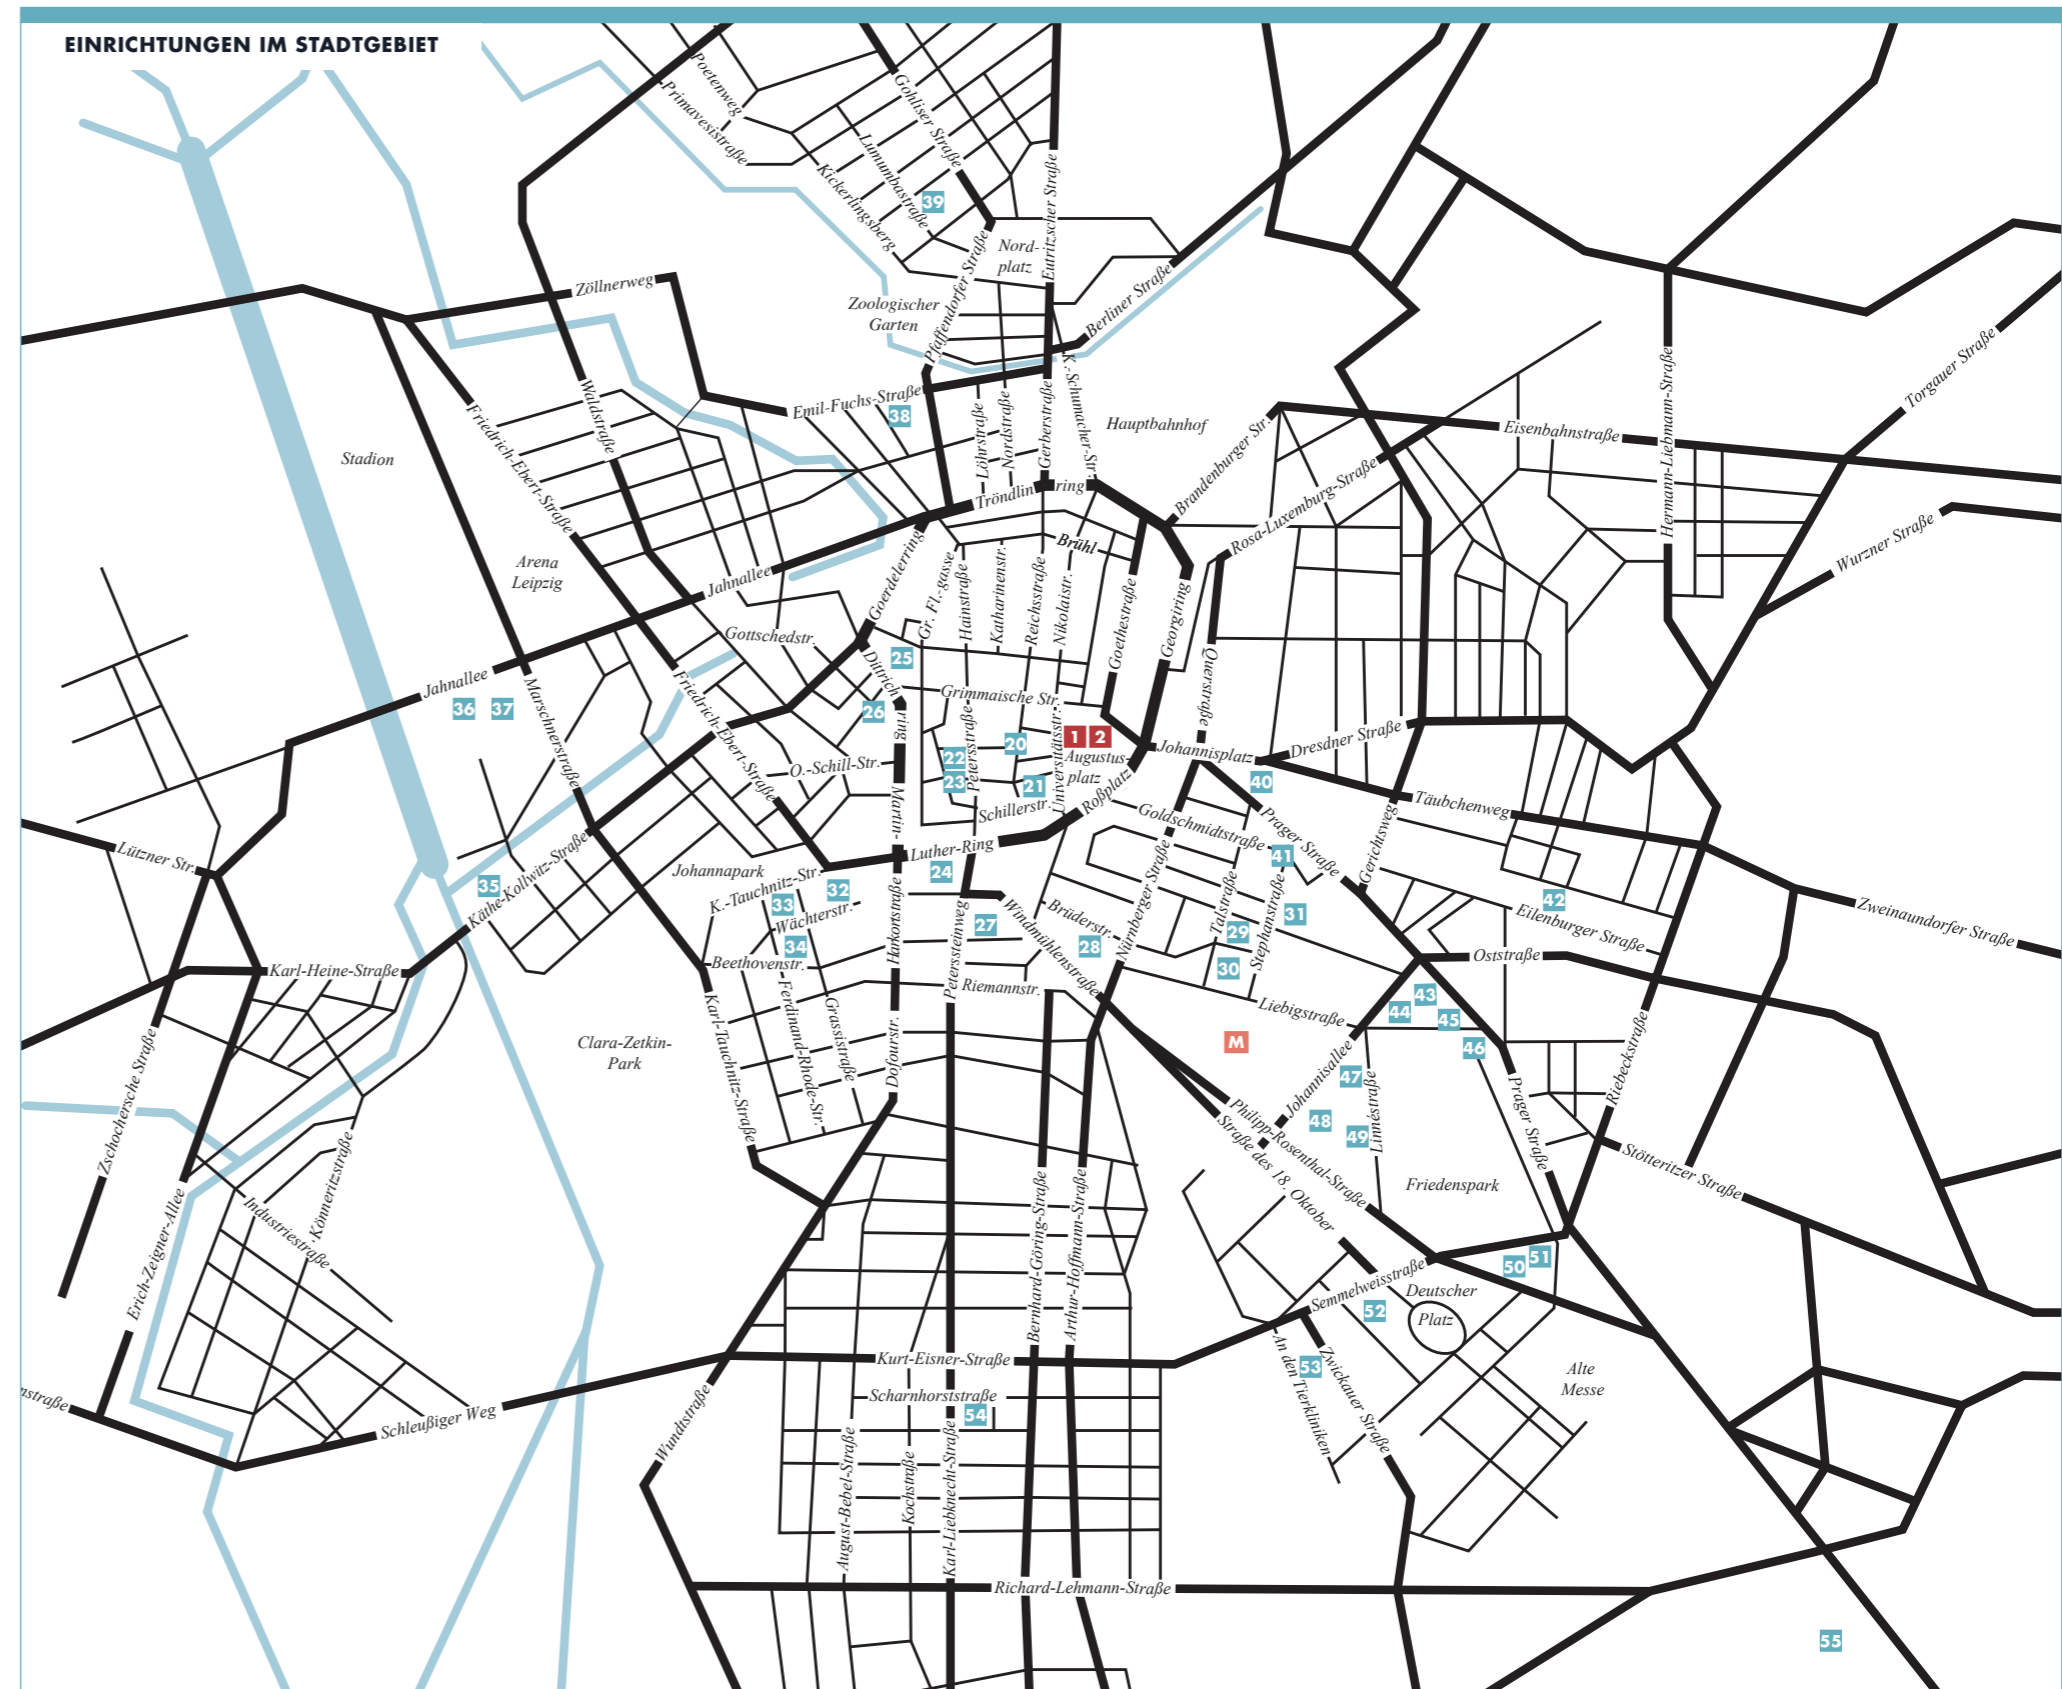 EINRICHTUNGEN IM STADTGEBIET
Poetenweg
Primavesistraße
Gohliser Straße
Lumumbastraße
Kickerlingsberg
39
Eutritzscher Straße
Nord-
platz
Pfaffendorfer Straße
Zöllnerweg
Zoologischer
Garten
Berliner Straße
Emil-Fuchs-Straße
38
Waldstraße
Friedrich-Ebert-Straße
Stadion
Löhrstraße
Nordstraße
Gerberstraße
K.-Schumacher-Str.
Hauptbahnhof
Brandenburger Str.
Eisenbahnstraße
Hermann-Liebmann-Straße
Torgauer Straße
Rosa-Luxemburg-Straße
Tröndlinring
Wurzner Straße
Brühl
Arena
Leipzig
Jahnallee
Goerdelerring
Gr. Fl.-gasse
Hainstraße
Katharinenstr.
Reichsstraße
Nikolaistr.
Goethestraße
Georgiring
Querstraße
Gottschedstr.
25
Dittrichring
Jahnallee
36
37
Marschnerstraße
Friedrich-Ebert-Straße
26
Grimmaische Str.
Petersstraße
Universitätsstr.
1
2
20
22
23
21
Augustus-
platz
Johannisplatz
Dresdner Straße
O.-Schill-Str.
Martin-
Luther-Ring
Schillerstr.
Roßplatz
40
Täubchenweg
Goldschmidtstraße
Prager Straße
Gerichtsweg
Lützner Str.
Johannapark
24
41
35
Käthe-Kollwitz-Straße
K.-Tauchnitz-Str.
32
33
Wächterstr.
34
Beethovenstr.
Harkortstraße
Peterssteinweg
27
Windmühlenstraße
Brüderstr.
28
Nürnberger Straße
Talstraße
29
30
Stephanstraße
31
42
Eilenburger Straße
Zweinaundorfer Straße
Oststraße
Karl-Heine-Straße
Riemannstr.
Liebigstraße
43
44
45
46
M
Zschochersche Straße
Clara-Zetkin-
Park
Karl-Tauchnitz-Straße
Ferdinand-Rhode-Str.
Grassistraße
Dofourstr.
Johannisallee
47
48
49
Linnéstraße
Prager Straße
Riebeckstraße
Philipp-Rosenthal-Straße
Straße des 18. Oktober
Stötteritzer Straße
Friedenspark
Erich-Zeigner-Allee
Industriestraße
Könneritzstraße
Bernhard-Göring-Straße
Arthur-Hoffmann-Straße
50
51
Semmelweisstraße
52
Deutscher
Platz
Kurt-Eisner-Straße
Scharnhorststraße
54
53
An den Tierkliniken
Zwickauer Straße
Alte
Messe
nstraße
Schleußiger Weg
Wundtstraße
August-Bebel-Straße
Kochstraße
Karl-Liebknecht-Straße
Richard-Lehmann-Straße
55